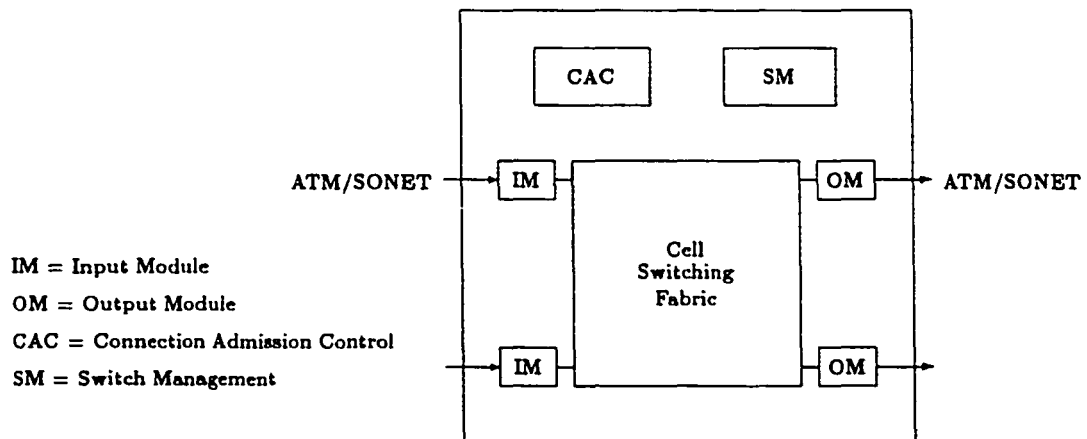 CAC
SM
ATM/SONET
IM
OM
ATM/SONET
Cell
Switching
Fabric
IM = Input Module
OM = Output Module
CAC = Connection Admission Control
SM = Switch Management
IM
OM